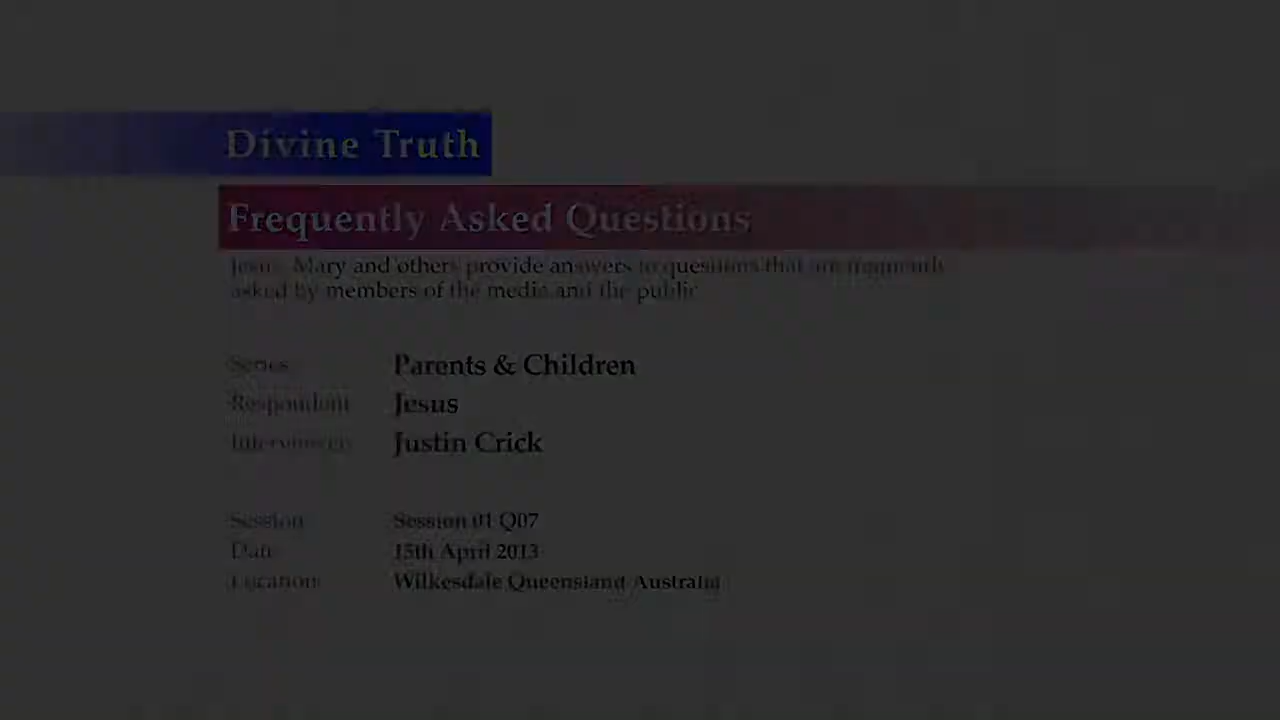 Divine Truth
Frequently Asked Questions
Jesus, Mary and others provide answers to questions that are frequently
asked by members of the media and the public
Series
Parents & Children
Respondent
Jesus
Interviewer
Justin Crick
Session
Session 01 Q07
Date
15th April 2013
Location
Wilkesdale Queensland Australia